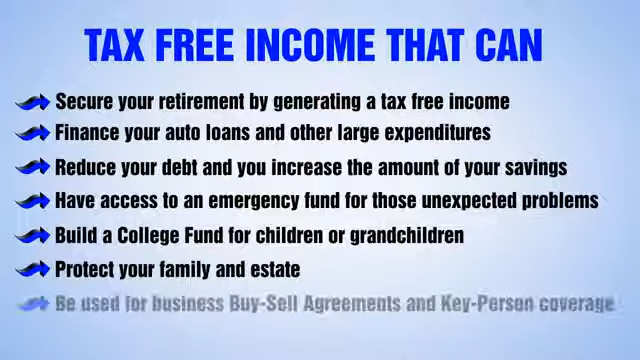 TAX FREE INCOME THAT CAN
Secure your retirement by generating a tax free income
Finance your auto loans and other large expenditures
Reduce your debt and you increase the amount of your savings
Have access to an emergency fund for those unexpected problems
Build a College Fund for children or grandchildren
Protect your family and estate
Be used for business Buy-Sell Agreements and Key-Person coverage